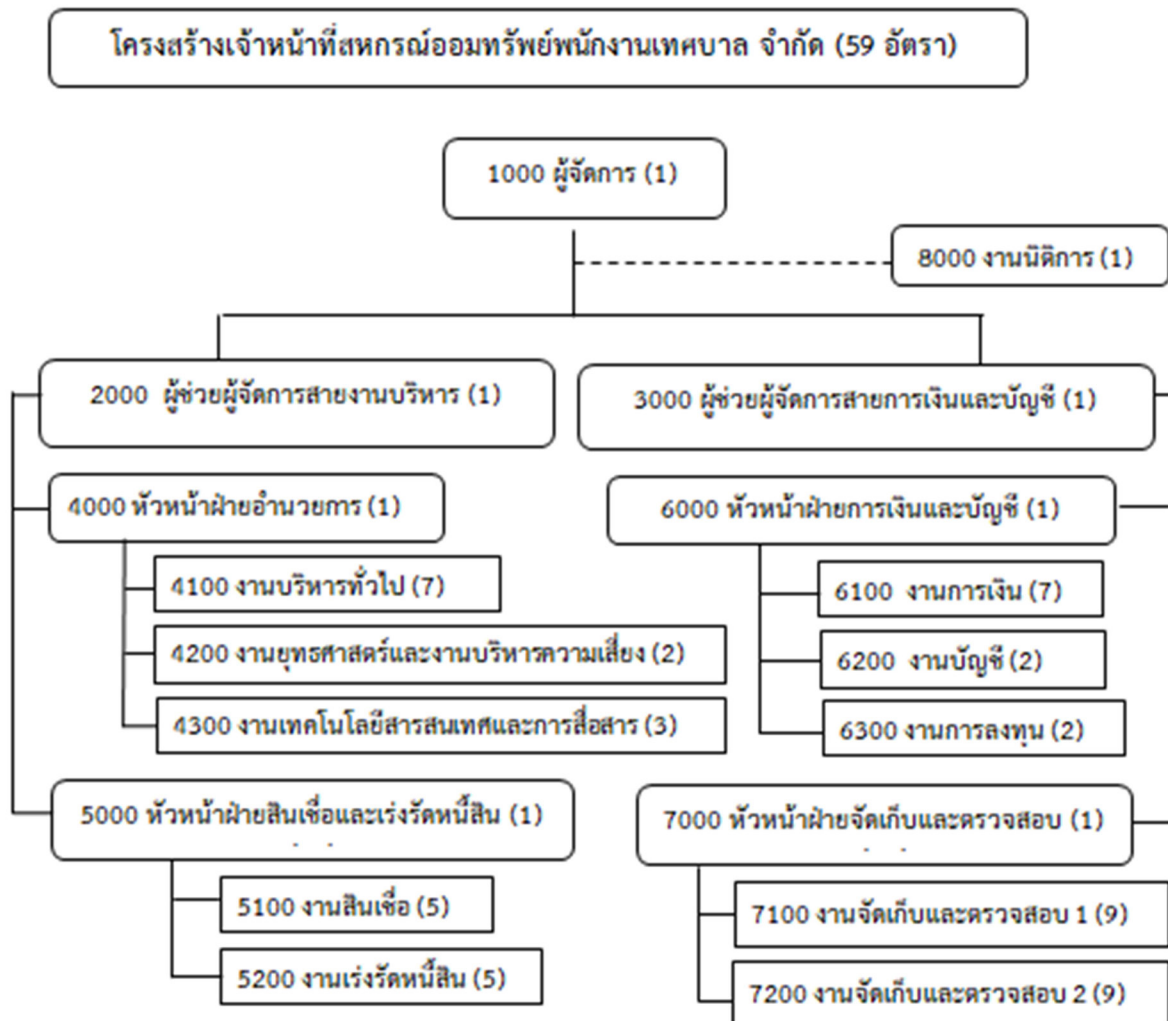 โครงสร้างเจ้าหน้าที่สหกรณ์ออมทรัพย์พนักงานเทศบาล จำกัด (59 อัตรา)
1000 ผู้จัดการ (1)
8000 งานนิติการ (1)
2000 ผู้ช่วยผู้จัดการสายงานบริหาร (1)
3000 ผู้ช่วยผู้จัดการสายการเงินและบัญชี (1)
4000 หัวหน้าฝ่ายอำนวยการ (1)
4100 งานบริหารทั่วไป (7)
4200 งานยุทธศาสตร์และงานบริหารความเสี่ยง (2)
4300 งานเทคโนโลยีสารสนเทศและการสื่อสาร (3)
6000 หัวหน้าฝ่ายการเงินและบัญชี (1)
6100 งานการเงิน (7)
6200 งานบัญชี (2)
6300 งานการลงทุน (2)
5000 หัวหน้าฝ่ายสินเชื่อและเร่งรัดหนี้สิน (1)
5100 งานสินเชื่อ (5)
5200 งานเร่งรัดหนี้สิน (5)
7000 หัวหน้าฝ่ายจัดเก็บและตรวจสอบ (1)
7100 งานจัดเก็บและตรวจสอบ 1 (9)
7200 งานจัดเก็บและตรวจสอบ 2 (9)